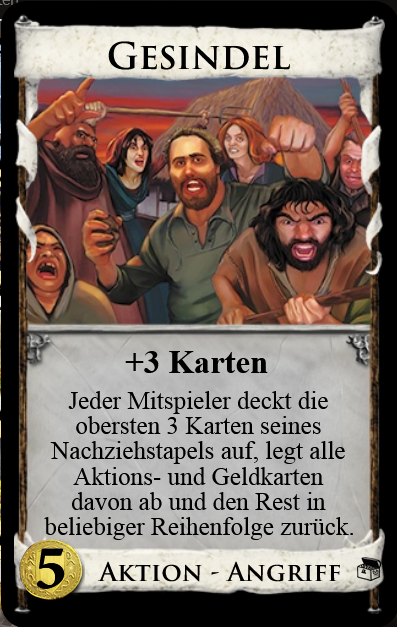 Gesindel
+3 Karten
Jeder Mitspieler deckt die
obersten 3 Karten seines
Nachziehstapels auf, legt alle
Aktions- und Geldkarten
davon ab und den Rest in
beliebiger Reihenfolge zurück.
5 Aktion - Angriff